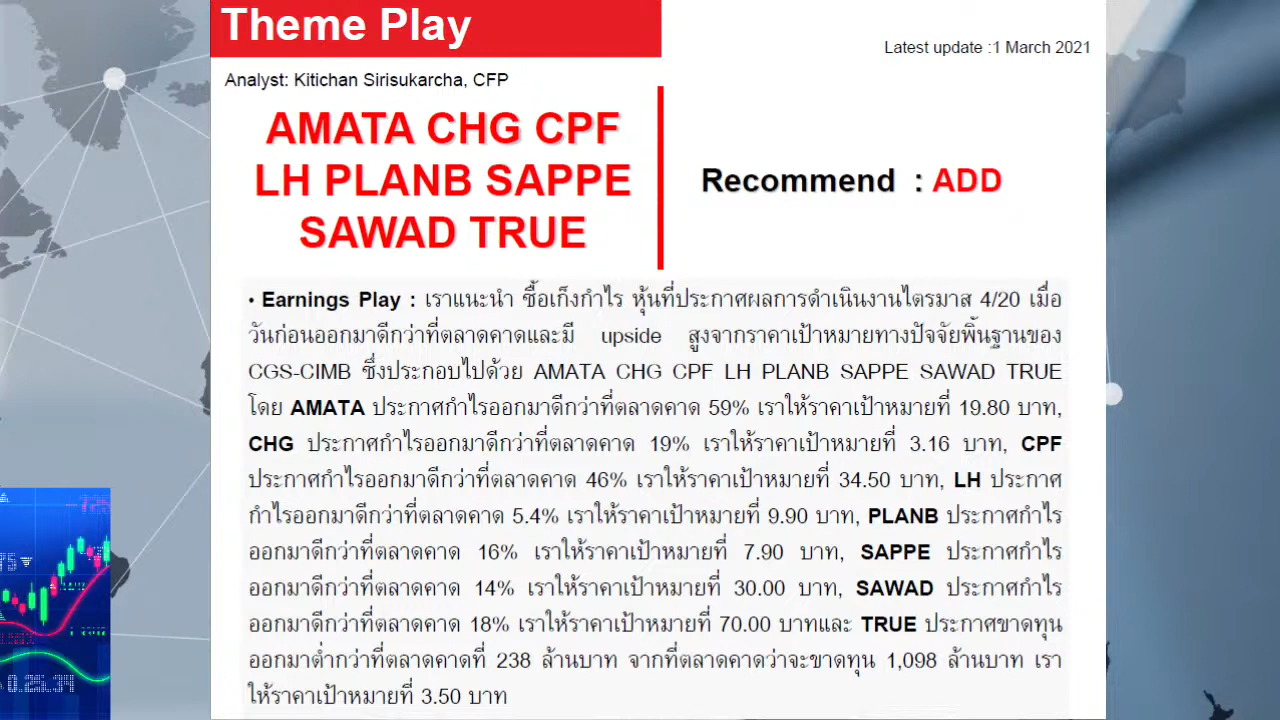 Theme Play
Latest update :1 March 2021
Analyst: Kitichan Sirisukarcha, CFP
AMATA CHG CPF
LH PLANB SAPPE
SAWAD TRUE
Recommend : ADD
• Earnings Play : เราแนะนำ ซื้อเก็งกำไร หุ้นที่ประกาศผลการดำเนินงานไตรมาส 4/20 เมื่อ
วันก่อนออกมาดีกว่าที่ตลาดคาดและมี upside สูงจากราคาเป้าหมายทางปัจจัยพื้นฐานของ
CGS-CIMB ซึ่งประกอบไปด้วย AMATA CHG CPF LH PLANB SAPPE SAWAD TRUE
โดย AMATA ประกาศกำไรออกมาดีกว่าที่ตลาดคาด 59% เราให้ราคาเป้าหมายที่ 19.80 บาท,
CHG ประกาศกำไรออกมาดีกว่าที่ตลาดคาด 19% เราให้ราคาเป้าหมายที่ 3.16 บาท, CPF
ประกาศกำไรออกมาดีกว่าที่ตลาดคาด 46% เราให้ราคาเป้าหมายที่ 34.50 บาท, LH ประกาศ
กำไรออกมาดีกว่าที่ตลาดคาด 5.4% เราให้ราคาเป้าหมายที่ 9.90 บาท, PLANB ประกาศกำไร
ออกมาดีกว่าที่ตลาดคาด 16% เราให้ราคาเป้าหมายที่ 7.90 บาท, SAPPE ประกาศกำไร
ออกมาดีกว่าที่ตลาดคาด 14% เราให้ราคาเป้าหมายที่ 30.00 บาท, SAWAD ประกาศกำไร
ออกมาดีกว่าที่ตลาดคาด 18% เราให้ราคาเป้าหมายที่ 70.00 บาทและ TRUE ประกาศขาดทุน
ออกมาต่ำกว่าที่ตลาดคาดที่ 238 ล้านบาท จากที่ตลาดคาดว่าจะขาดทุน 1,098 ล้านบาท เรา
ให้ราคาเป้าหมายที่ 3.50 บาท
0.25.34